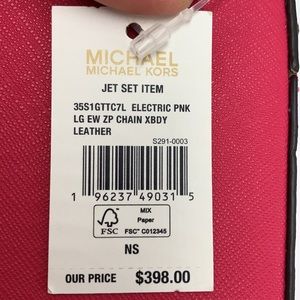 MICHAEL
MICHAEL KORS
JET SET ITEM
35S1GTTC7L ELECTRIC PNK
LG EW ZP CHAIN XBDY
LEATHER
S291-0003
1 96237 49031 5
FSC
MIX
Paper
FSC® C012345
NS
OUR PRICE $398.00